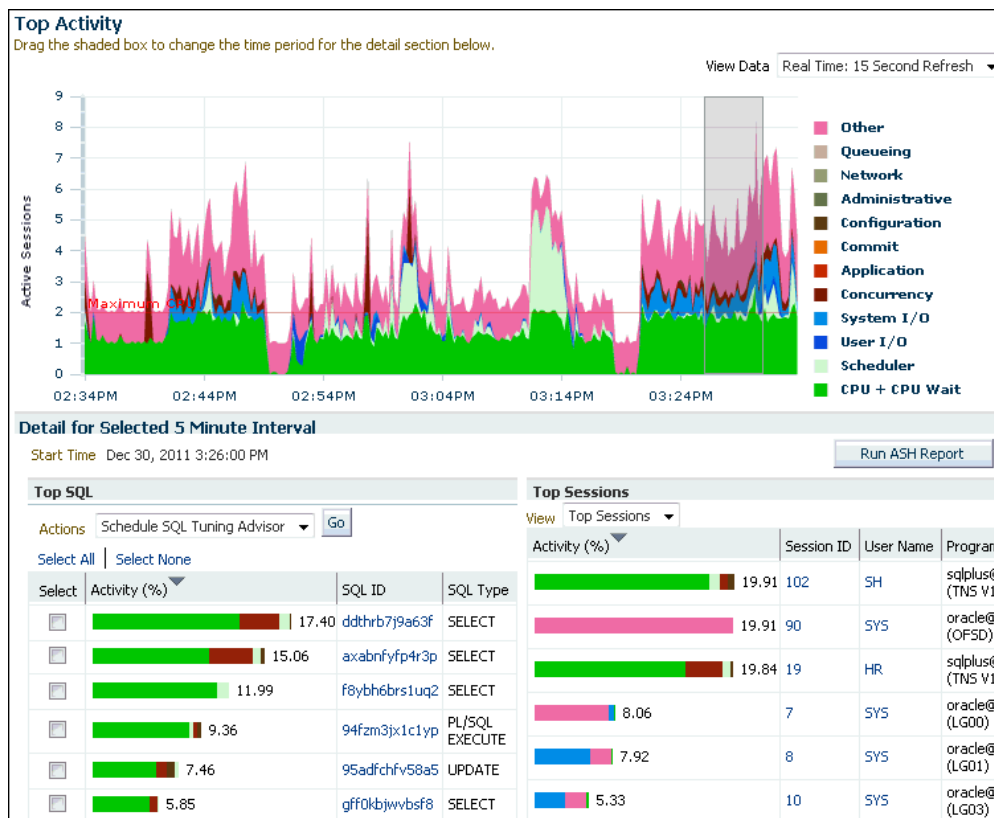 Top Activity
Drag the shaded box to change the time period for the detail section below.
View Data Real Time: 15 Second Refresh
9
8
7
6
5
4
3
2
1
0
Active Sessions
Maximum
02:34PM 02:44PM 02:54PM 03:04PM 03:14PM 03:24PM
Other
Queueing
Network
Administrative
Configuration
Commit
Application
Concurrency
System I/O
User I/O
Scheduler
CPU + CPU Wait
Detail for Selected 5 Minute Interval
Start Time Dec 30, 2011 3:26:00 PM
Run ASH Report
Top SQL
Actions Schedule SQL Tuning Advisor Go
Select All | Select None
Select Activity (%) SQL ID SQL Type
17.40 ddthrb7j9a63f SELECT
15.06 axabnfyfp4r3p SELECT
11.99 f8ybh6brs1uq2 SELECT
9.36 94fzm3jx1c1yp PL/SQL EXECUTE
7.46 95adfchfv58a5 UPDATE
5.85 gff0kbjwvbsf8 SELECT
Top Sessions
View Top Sessions
Activity (%) Session ID User Name Program
19.91 102 SH sqlplus@ (TNS V1
19.91 90 SYS oracle@ (OFSD)
19.84 19 HR sqlplus@ (TNS V1
8.06 7 SYS oracle@ (LG00)
7.92 8 SYS oracle@ (LG01)
5.33 10 SYS oracle@ (LG03)